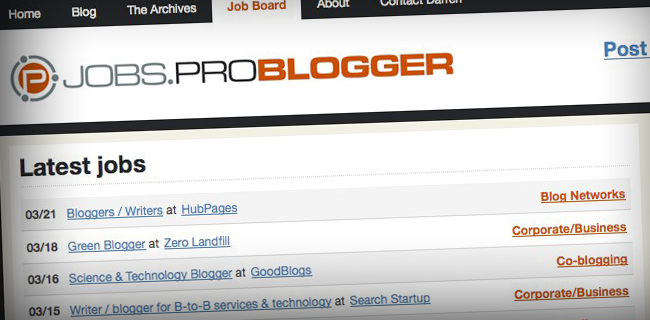 Home Blog The Archives Job Board About Contact Darren
P JOBS.PROBLOGGER Post
Latest jobs
03/21 Bloggers / Writers at HubPages Blog Networks
03/18 Green Blogger at Zero Landfill Corporate/Business
03/16 Science & Technology Blogger at GoodBlogs Co-blogging
03/15 Writer / blogger for B-to-B services & technology at Search Startup Corporate/Business